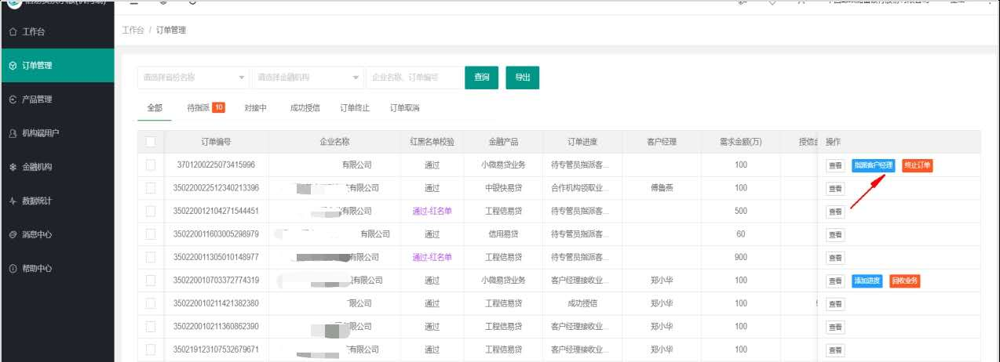 工作台
订单管理
产品管理
机构端用户
金融机构
数据统计
消息中心
帮助中心
工作台 / 订单管理
请选择省检名称 请选择金融机构 企业名称、订单编号 查询 导出
全部 待指派 10 对接中 成功授信 订单终止 订单取消
订单编号 企业名称 红黑名单校验 金融产品 订单进度 客户经理 需求金额(万) 授信金 操作
3701200225073415996 有限公司 通过 小微易贷业务 待专管员指派客... 100 查看 指派客户经理 终止订单
350220022512340213396 有限公司 通过 中银快易贷 合作机构领取业... 傅鲁燕 100 查看
350220012104271544451 有限公司 通过-红名单 工程信易贷 待专管员指派客... 500 查看
350220011603005298979 有限公司 通过 信用易贷 待专管员指派客... 60 查看
350220011305010148977 有限公司 通过-红名单 工程信易贷 待专管员指派客... 900 查看
350220010703372774319 有限公司 通过 小微易贷业务 客户经理接收业... 郑小华 100 查看 添加进度 回收业务
350220010211421382380 限公司 通过 工程信易贷 成功授信 郑小华 100 查看
350220010211360862390 有限公司 通过 工程信易贷 客户经理接收业... 郑小华 100 查看
350219123107532679671 有限公司 通过 工程信易贷 客户经理接收业... 郑小华 100 查看